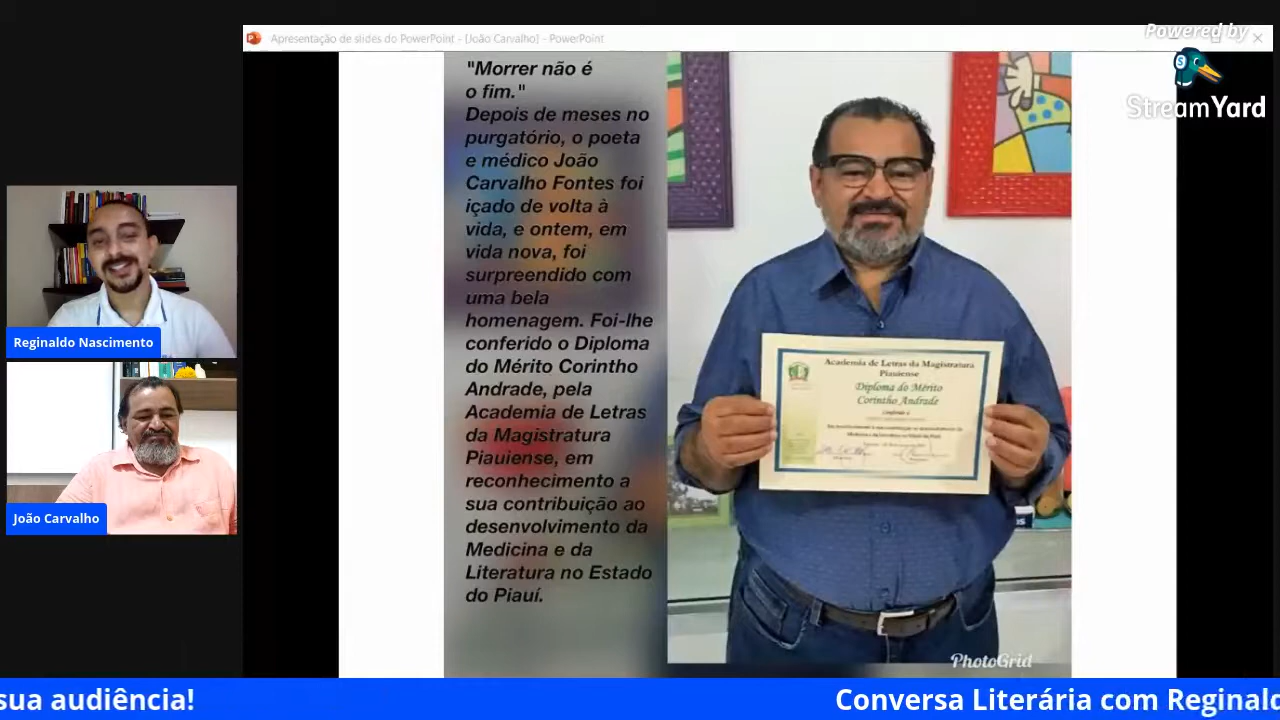 Apresentação de slides do PowerPoint - [João Carvalho] - PowerPoint
Powered by
StreamYard
"Morrer não é
o fim."
Depois de meses no
purgatório, o poeta
e médico João
Carvalho Fontes foi
içado de volta à
vida, e ontem, em
vida nova, foi
surpreendido com
uma bela
homenagem. Foi-lhe
conferido o Diploma
do Mérito Corintho
Andrade, pela
Academia de Letras
da Magistratura
Piauiense, em
reconhecimento a
sua contribuição ao
desenvolvimento da
Medicina e da
Literatura no Estado
do Piauí.
Academia de Letras da Magistratura
Piauiense
Diploma do Mérito
Corintho Andrade
PhotoGrid
Reginaldo Nascimento
João Carvalho
sua audiência!
Conversa Literária com Reginald